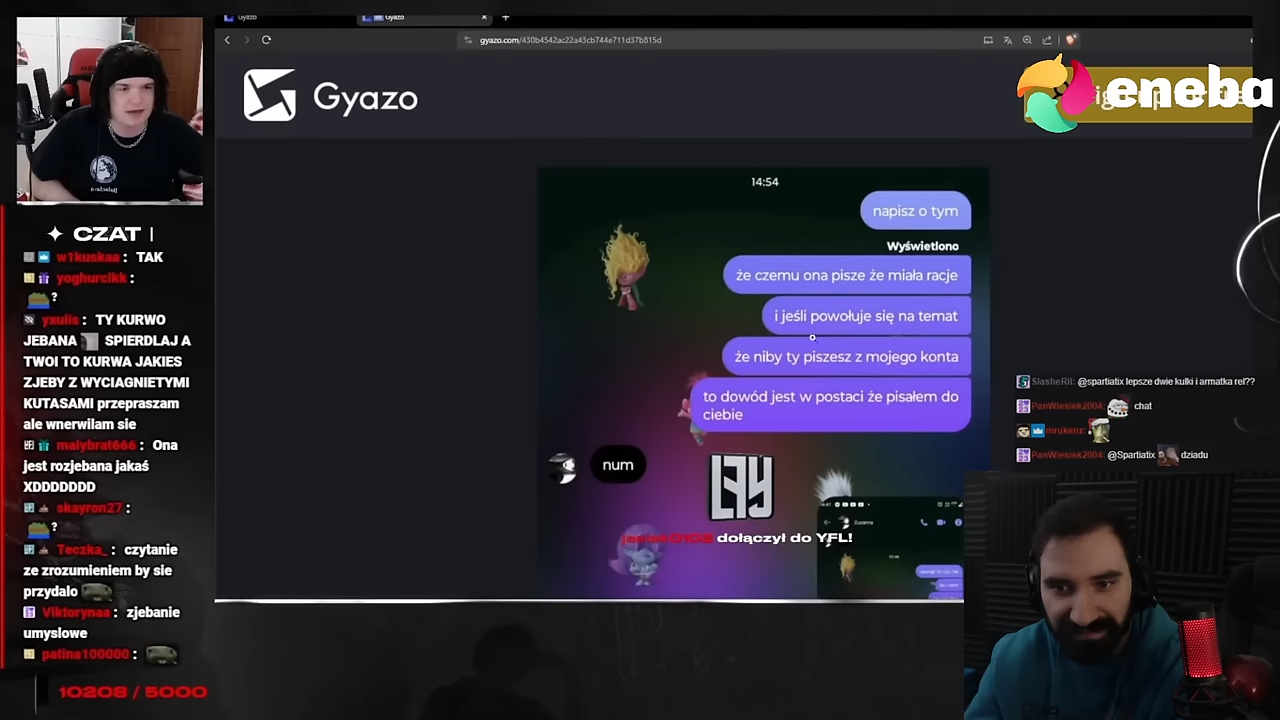 Gyazo
Gyazo
gyazo.com/430b4542ac22a43cb744e711d37b815d
Gyazo
eneba
14:54
napisz o tym
Wyświetlono
że czemu ona pisze że miała racje
i jeśli powołuje się na temat
że niby ty piszesz z mojego konta
to dowód jest w postaci że pisałem do
ciebie
num
dołączył do YFL!
CZAT
w1kuskaa: TAK
yoghurcikk:
?
yxulis: TY KURWO
JEBANA SPIERDLAJ A
TWOI TO KURWA JAKIES
ZJEBY Z WYCIAGNIETYMI
KUTASAMI przepraszam
ale wnerwilam sie
malybrat666: Ona
jest rozjebana jakaś
XDDDDDDD
skayron27:
?
Teczka_: czytanie
ze zrozumieniem by sie
przydalo
Viktorynaa: zjebanie
umyslowe
patina100000:
10208 / 5000
SlasheRII: @spartiatix lepsze dwie kulki i armatka rel??
PanWiesiek2004: chat
mrukenz:
PanWiesiek2004: @Spartiatix dziadu